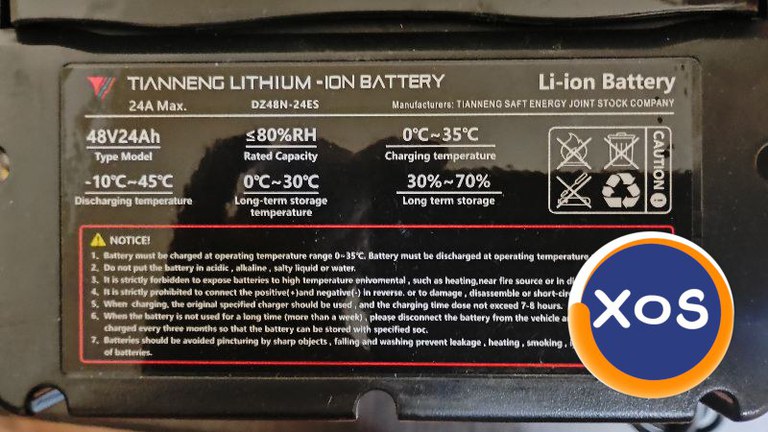 TIANNENG LITHIUM -ION BATTERY
Li-ion Battery
24A Max.
DZ48N-24ES
Manufacturers: TIANNENG SAFT ENERGY JOINT STOCK COMPANY
48V24Ah
≤80%RH
0℃~35℃
Type Model
Rated Capacity
Charging temperature
-10℃~45℃
0℃~30℃
30%~70%
Discharging temperature
Long-term storage
temperature
Long term storage
CAUTION
NOTICE!
1、Battery must be charged at operating temperature range 0~35℃. Battery must be discharged at operating temperature
2、Do not put the battery in acidic , alkaline , salty liquid or water.
3、It is strictly forbidden to expose batteries to high temperature enivomental , such as heating,near fire source or in di
4、It is strictly prohibited to connect the positive(+)and negative(-) in reverse. or to damage , disassemble or short-circ
5、When charging, the original specified charger should be used , and the charging time dose not exceed 7-8 hours.
6、When the battery is not used for a long time (more than a week) , please disconnect the battery from the vehicle a
charged every three months so that the battery can be stored with specified soc.
7、Batteries should be avoided pincturing by sharp objects , falling and washing prevent leakage , heating , smoking ,
of batteries.
XOS